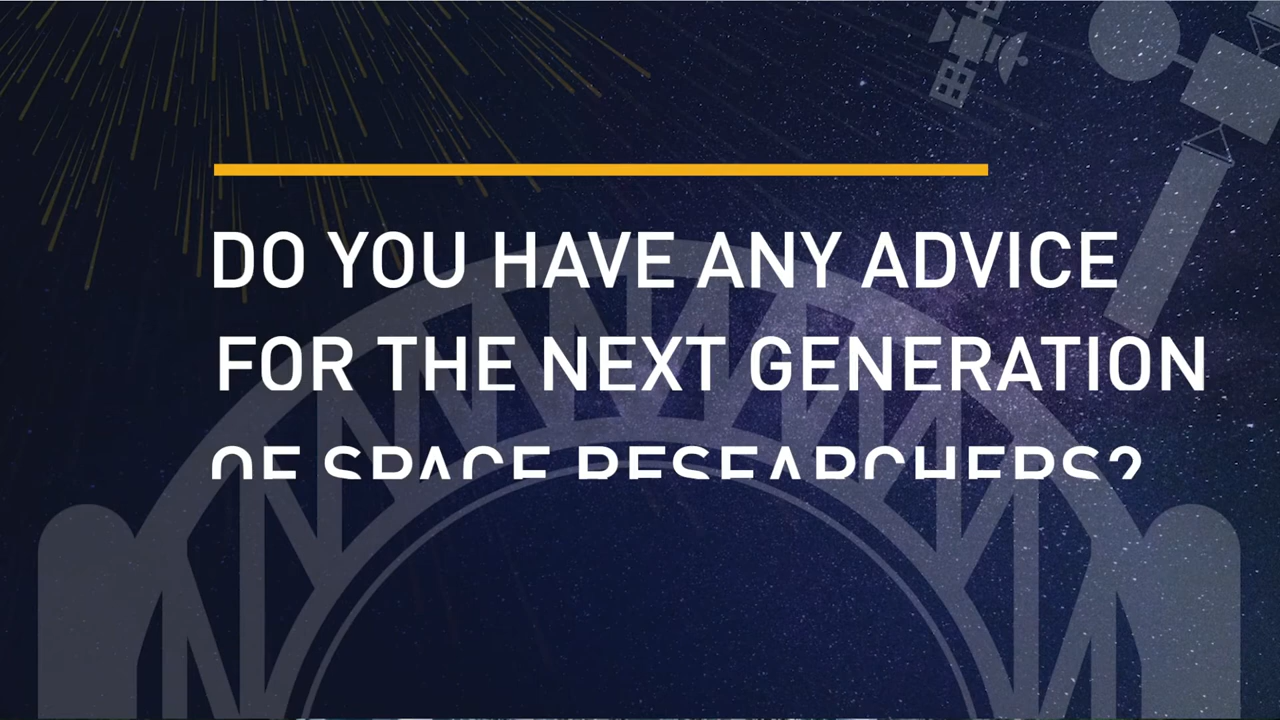 DO YOU HAVE ANY ADVICE
FOR THE NEXT GENERATION
OF SPACE RESEARCHERS?